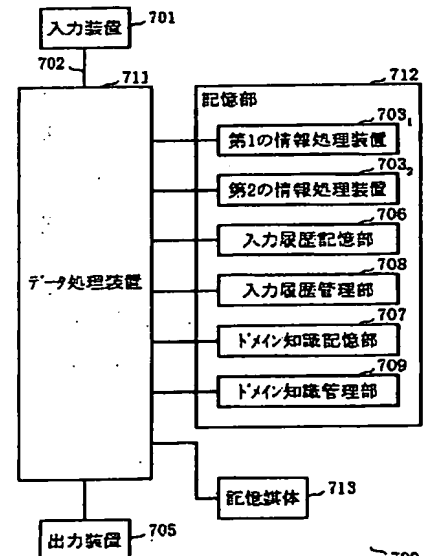 入力装置
701
702
711
712
記憶部
703₁
第1の情報処理装置
703₂
第2の情報処理装置
706
入力履歴記憶部
データ処理装置
708
入力履歴管理部
707
ドメイン知識記憶部
709
ドメイン知識管理部
記憶媒体
713
出力装置
705